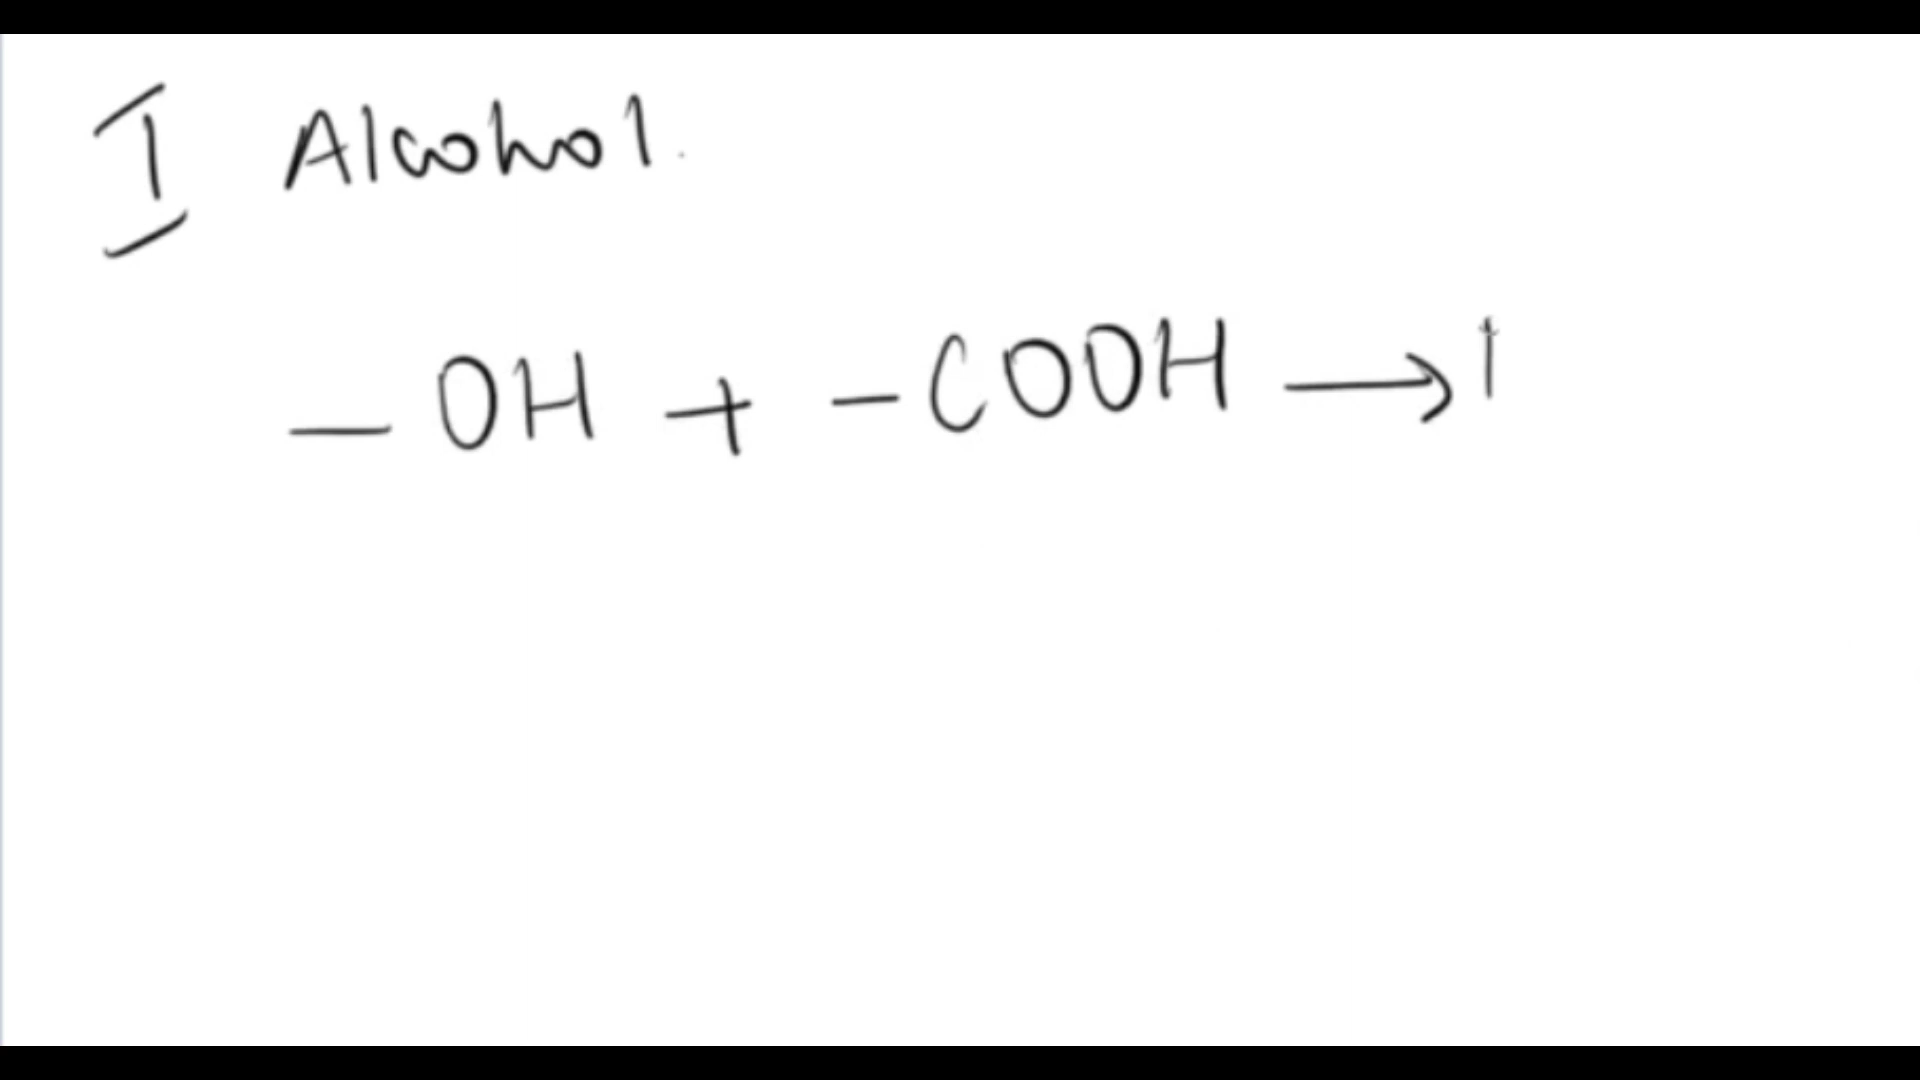 I Alcohol.
— OH + - COOH →